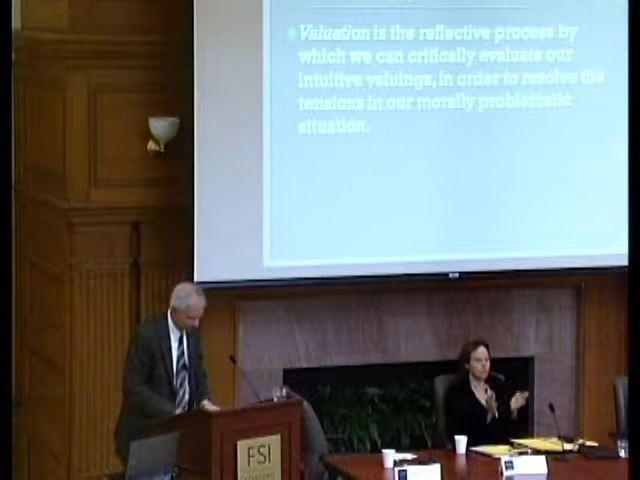 Valuation is the reflective process by
which we can critically evaluate our
intuitive valuings, in order to resolve the
tensions in our morally problematic
situation.
FSI